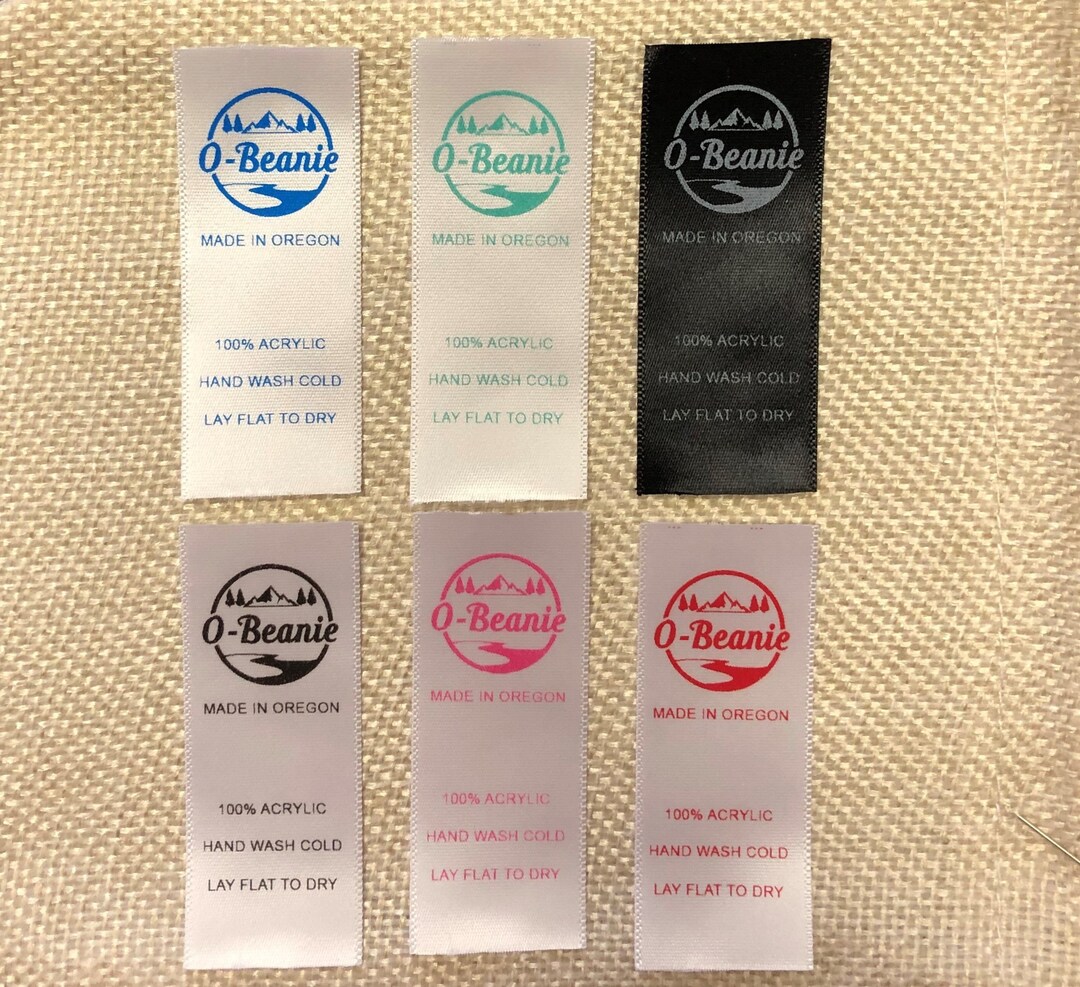 O-Beanie
MADE IN OREGON
100% ACRYLIC
HAND WASH COLD
LAY FLAT TO DRY
O-Beanie
MADE IN OREGON
100% ACRYLIC
HAND WASH COLD
LAY FLAT TO DRY
O-Beanie
MADE IN OREGON
100% ACRYLIC
HAND WASH COLD
LAY FLAT TO DRY
O-Beanie
MADE IN OREGON
100% ACRYLIC
HAND WASH COLD
LAY FLAT TO DRY
O-Beanie
MADE IN OREGON
100% ACRYLIC
HAND WASH COLD
LAY FLAT TO DRY
O-Beanie
MADE IN OREGON
100% ACRYLIC
HAND WASH COLD
LAY FLAT TO DRY